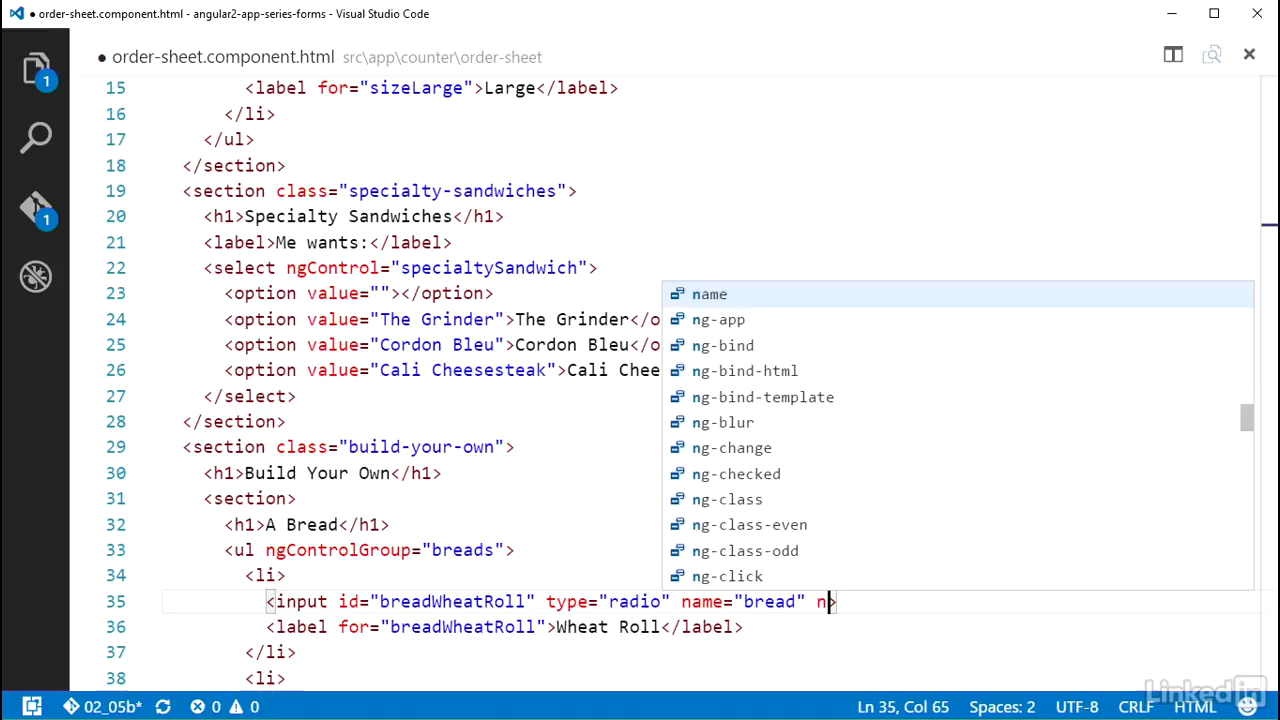 ● order-sheet.component.html - angular2-app-series-forms - Visual Studio Code
● order-sheet.component.html src\app\counter\order-sheet
1
1
15 <label for="sizeLarge">Large</label>
16 </li>
17 </ul>
18 </section>
19 <section class="specialty-sandwiches">
20 <h1>Specialty Sandwiches</h1>
21 <label>Me wants:</label>
22 <select ngControl="specialtySandwich">
23 <option value=""></option>
24 <option value="The Grinder">The Grinder</o
25 <option value="Cordon Bleu">Cordon Bleu</o
26 <option value="Cali Cheesesteak">Cali Chee
27 </select>
28 </section>
29 <section class="build-your-own">
30 <h1>Build Your Own</h1>
31 <section>
32 <h1>A Bread</h1>
33 <ul ngControlGroup="breads">
34 <li>
35 <input id="breadWheatRoll" type="radio" name="bread" n>
36 <label for="breadWheatRoll">Wheat Roll</label>
37 </li>
38 <li>
name
ng-app
ng-bind
ng-bind-html
ng-bind-template
ng-blur
ng-change
ng-checked
ng-class
ng-class-even
ng-class-odd
ng-click
02_05b* 0 0 Ln 35, Col 65 Spaces: 2 UTF-8 CRLF HTML
Linked in